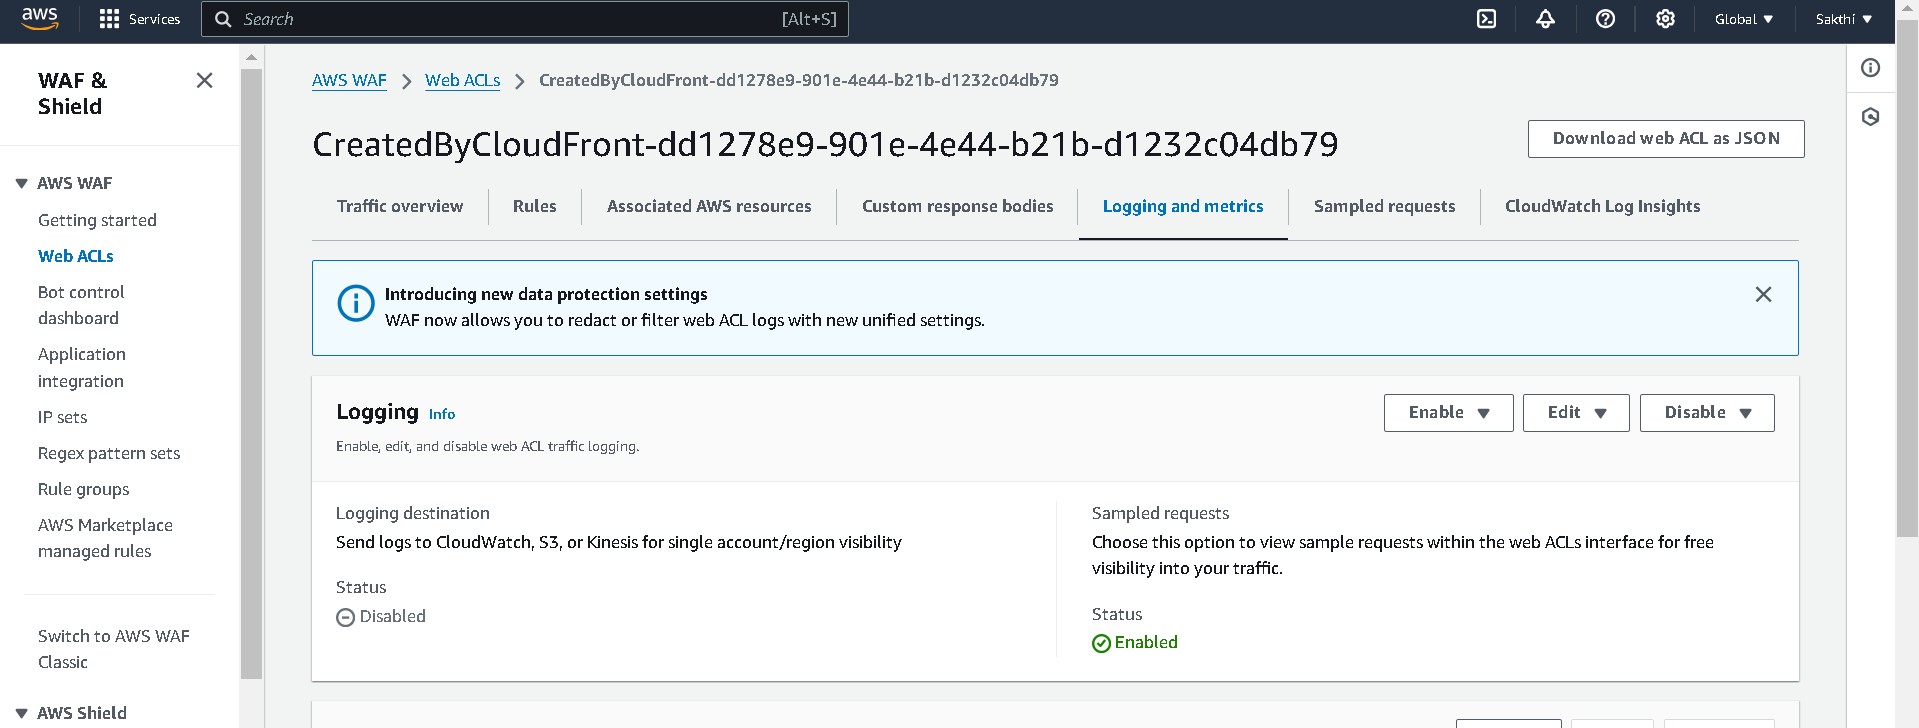 aws
Services
Search
[Alt+S]
Global ▼
Sakthi ▼
WAF &
Shield
AWS WAF
Getting started
Web ACLs
Bot control
dashboard
Application
integration
IP sets
Regex pattern sets
Rule groups
AWS Marketplace
managed rules
Switch to AWS WAF
Classic
AWS Shield
AWS WAF > Web ACLs > CreatedByCloudFront-dd1278e9-901e-4e44-b21b-d1232c04db79
CreatedByCloudFront-dd1278e9-901e-4e44-b21b-d1232c04db79
Download web ACL as JSON
Traffic overview
Rules
Associated AWS resources
Custom response bodies
Logging and metrics
Sampled requests
CloudWatch Log Insights
Introducing new data protection settings
WAF now allows you to redact or filter web ACL logs with new unified settings.
Logging Info
Enable, edit, and disable web ACL traffic logging.
Enable ▼
Edit ▼
Disable ▼
Logging destination
Send logs to CloudWatch, S3, or Kinesis for single account/region visibility
Status
Disabled
Sampled requests
Choose this option to view sample requests within the web ACLs interface for free
visibility into your traffic.
Status
Enabled